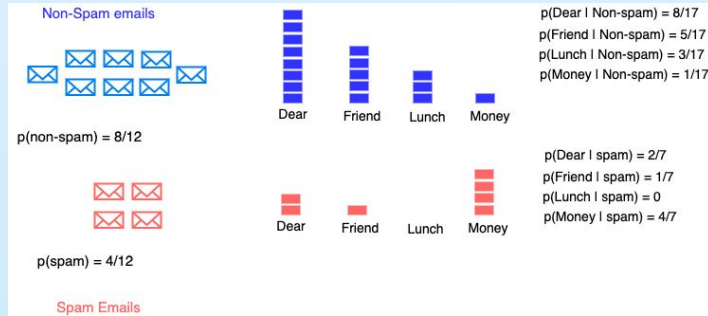 Non-Spam emails
p(non-spam) = 8/12
Dear Friend Lunch Money
p(Dear | Non-spam) = 8/17
p(Friend | Non-spam) = 5/17
p(Lunch | Non-spam) = 3/17
p(Money | Non-spam) = 1/17
p(spam) = 4/12
Spam Emails
Dear Friend Lunch Money
p(Dear | spam) = 2/7
p(Friend | spam) = 1/7
p(Lunch | spam) = 0
p(Money | spam) = 4/7